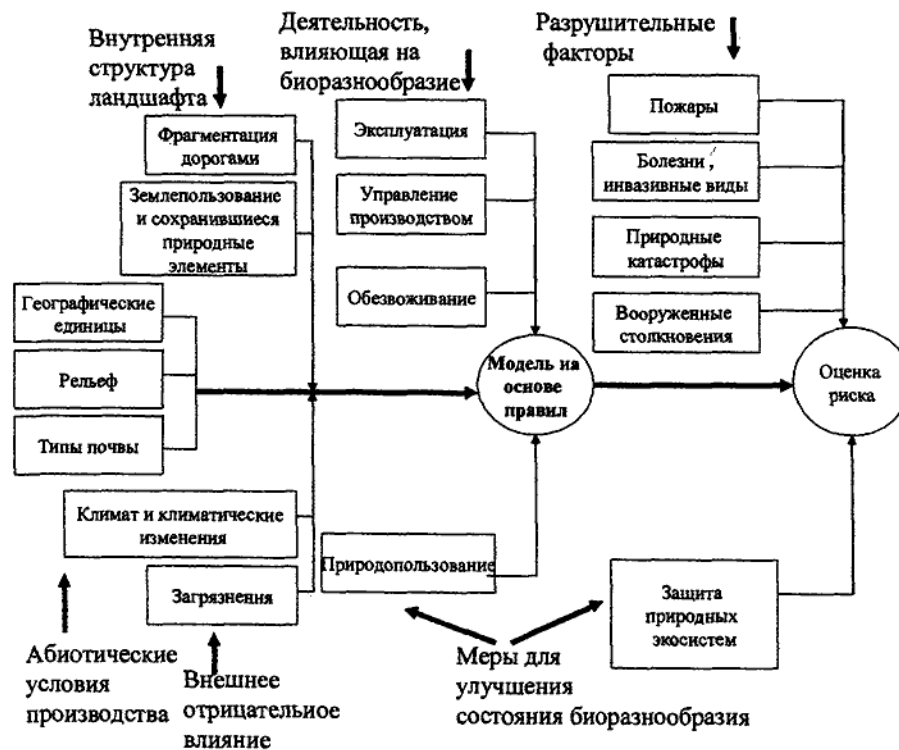 Внутренняя
структура
ландшафта
Деятельность,
влияющая на
биоразнообразие
Разрушительные
факторы
Фрагментация
дорогами
Землепользование
и сохранившиеся
природные
элементы
Географические
единицы
Рельеф
Типы почвы
Климат и климатические
изменения
Загрязнения
Эксплуатация
Управление
производством
Обезвоживание
Модель на
основе
правил
Природопользование
Пожары
Болезни,
инвазивные виды
Природные
катастрофы
Вооруженные
столкновения
Оценка
риска
Защита
природных
экосистем
Абиотические
условия
производства
Внешнее
отрицательное
влияние
Меры для
улучшения
состояния биоразнообразия